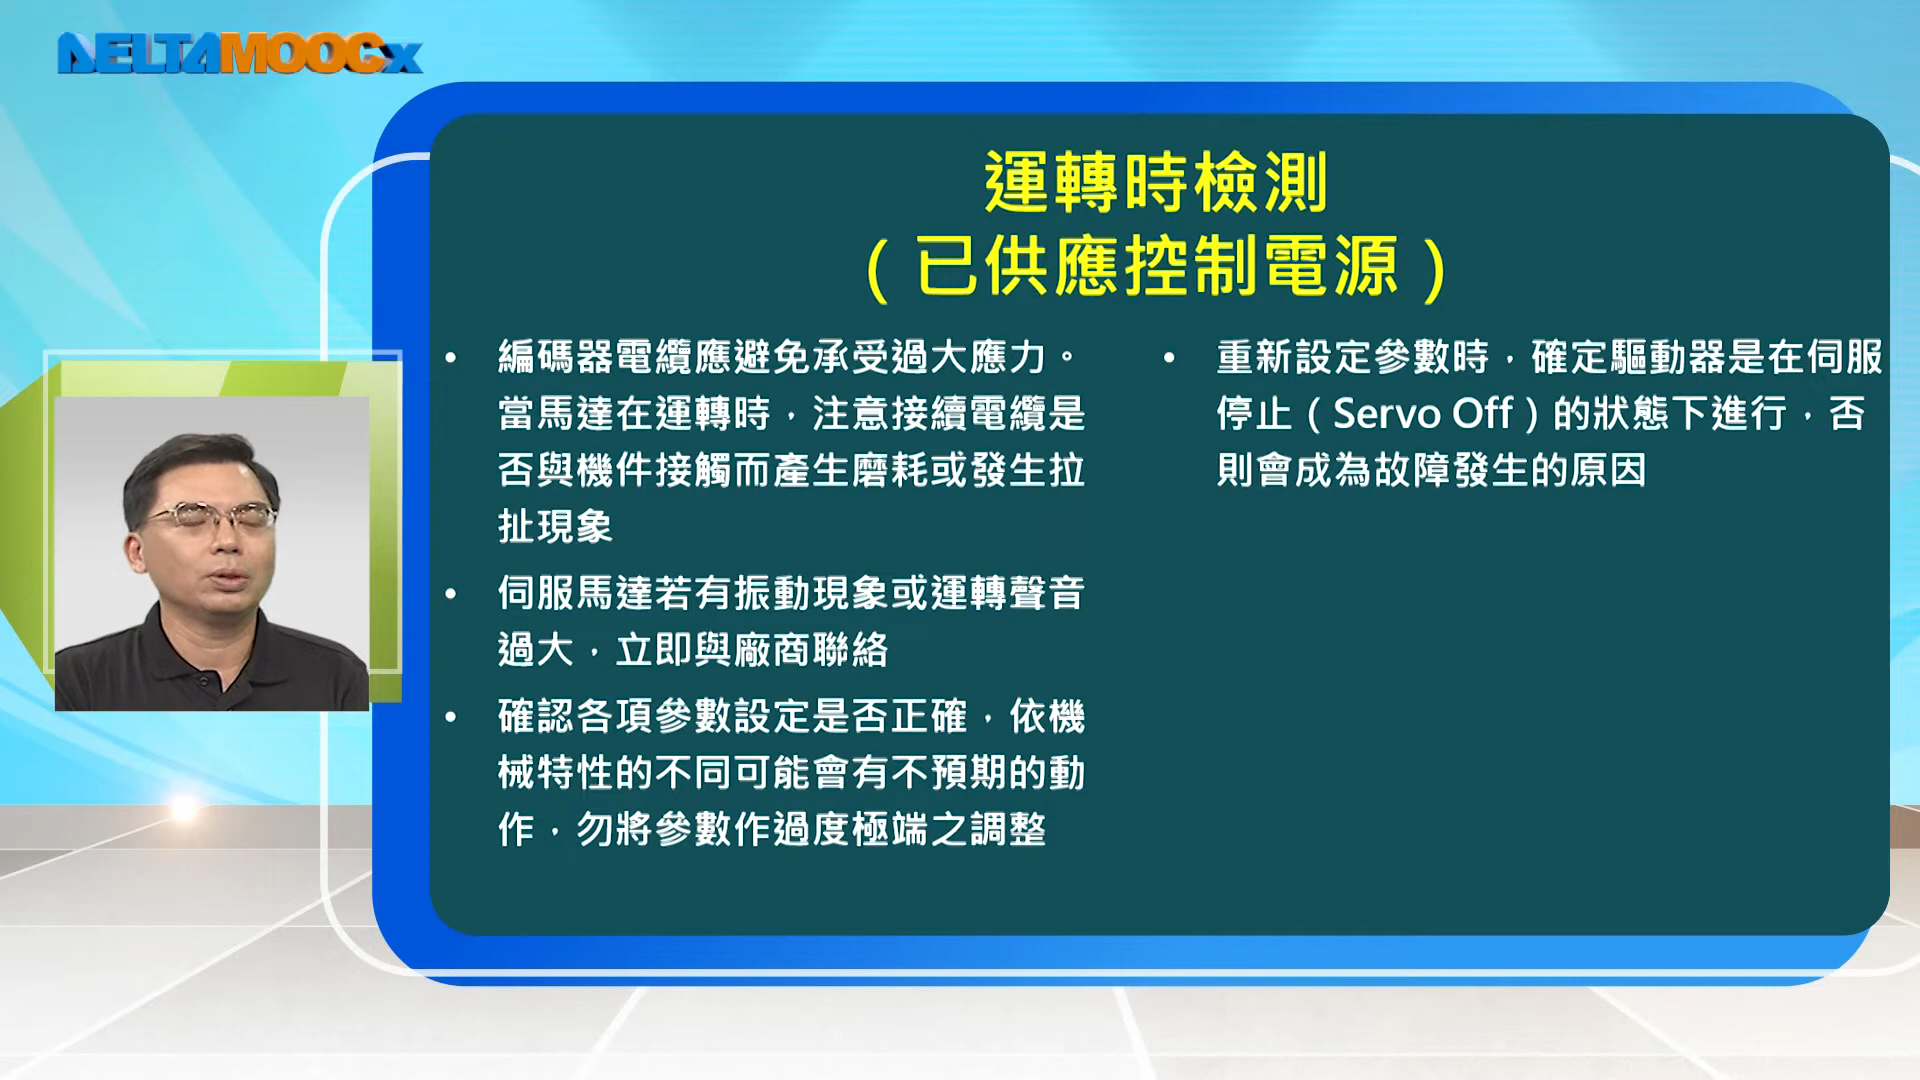 DELTAMOOCx
運轉時檢測
（已供應控制電源）
• 編碼器電纜應避免承受過大應力。
當馬達在運轉時，注意接續電纜是
否與機件接觸而產生磨耗或發生拉
扯現象
• 伺服馬達若有振動現象或運轉聲音
過大，立即與廠商聯絡
• 確認各項參數設定是否正確，依機
械特性的不同可能會有不預期的動
作，勿將參數作過度極端之調整
• 重新設定參數時，確定驅動器是在伺服
停止（Servo Off）的狀態下進行，否
則會成為故障發生的原因